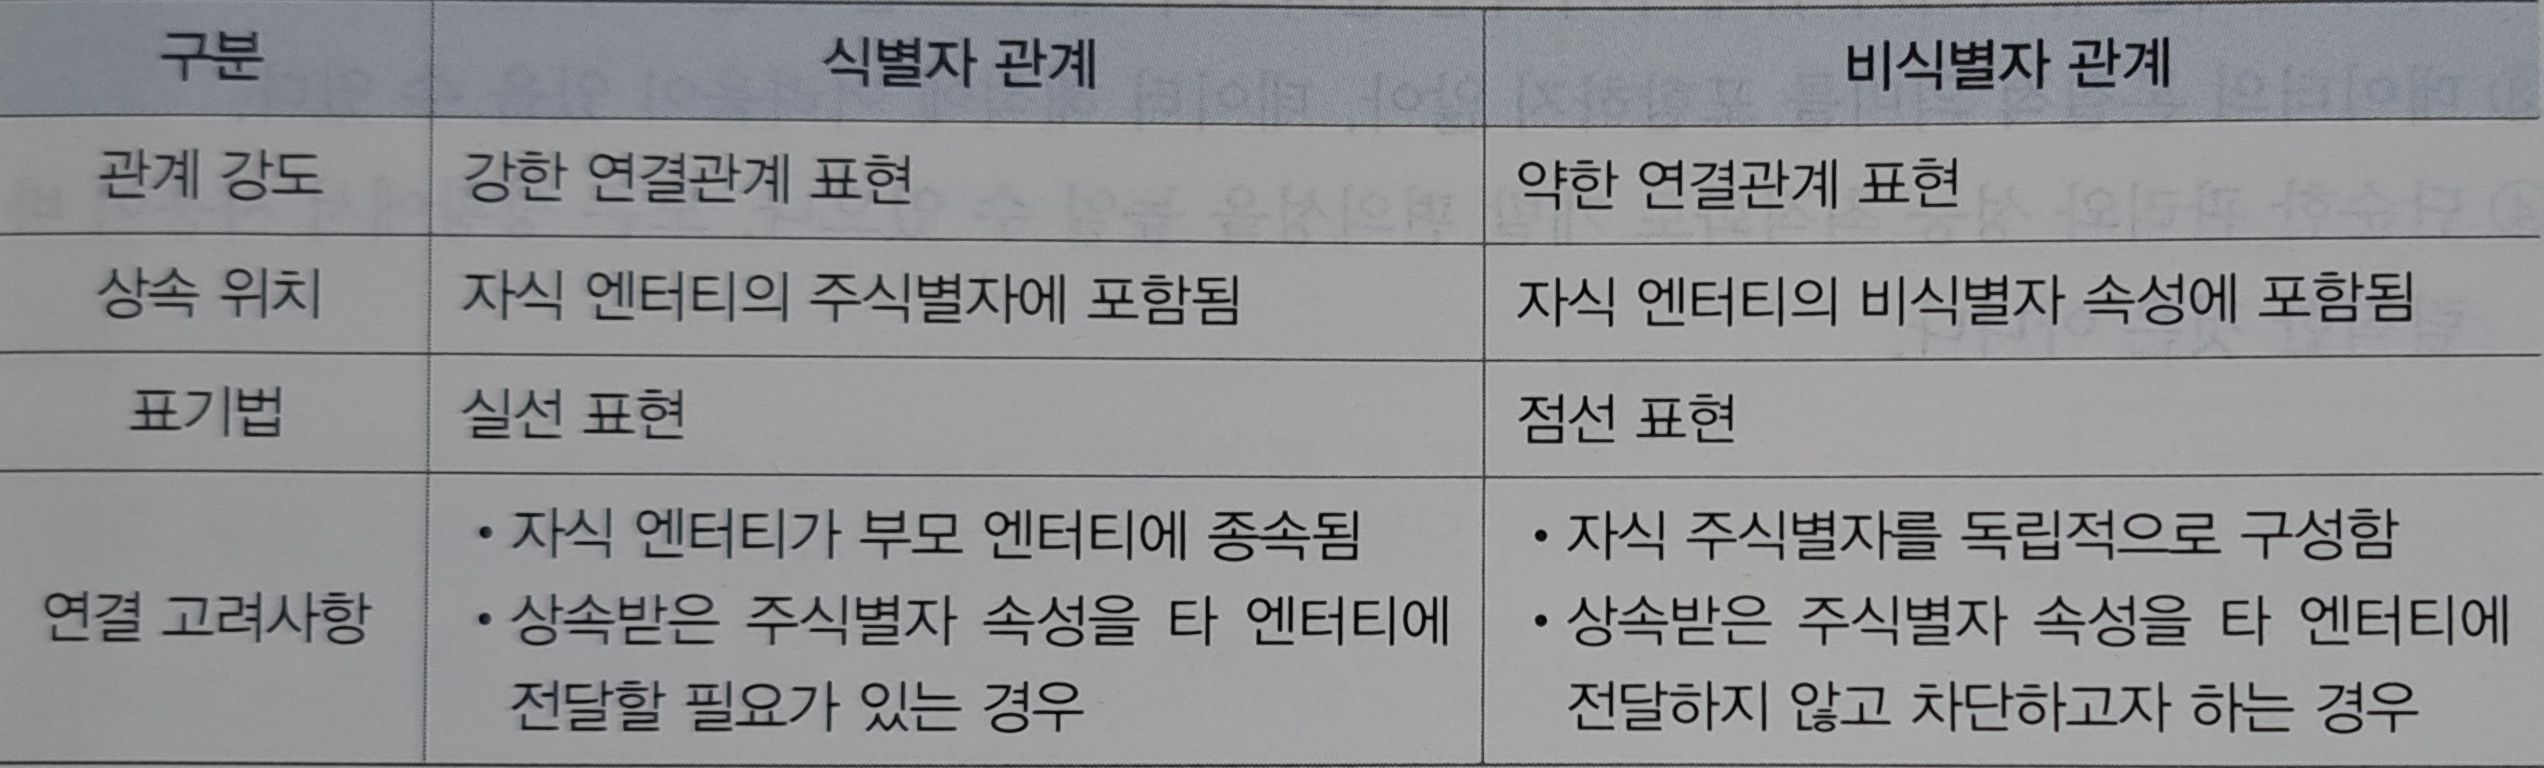 구분 식별자 관계 비식별자 관계
관계 강도 강한 연결관계 표현 약한 연결관계 표현
상속 위치 자식 엔터티의 주식별자에 포함됨 자식 엔터티의 비식별자 속성에 포함됨
표기법 실선 표현 점선 표현
연결 고려사항
• 자식 엔터티가 부모 엔터티에 종속됨
• 상속받은 주식별자 속성을 타 엔터티에
전달할 필요가 있는 경우
• 자식 주식별자를 독립적으로 구성함
• 상속받은 주식별자 속성을 타 엔터티에
전달하지 않고 차단하고자 하는 경우